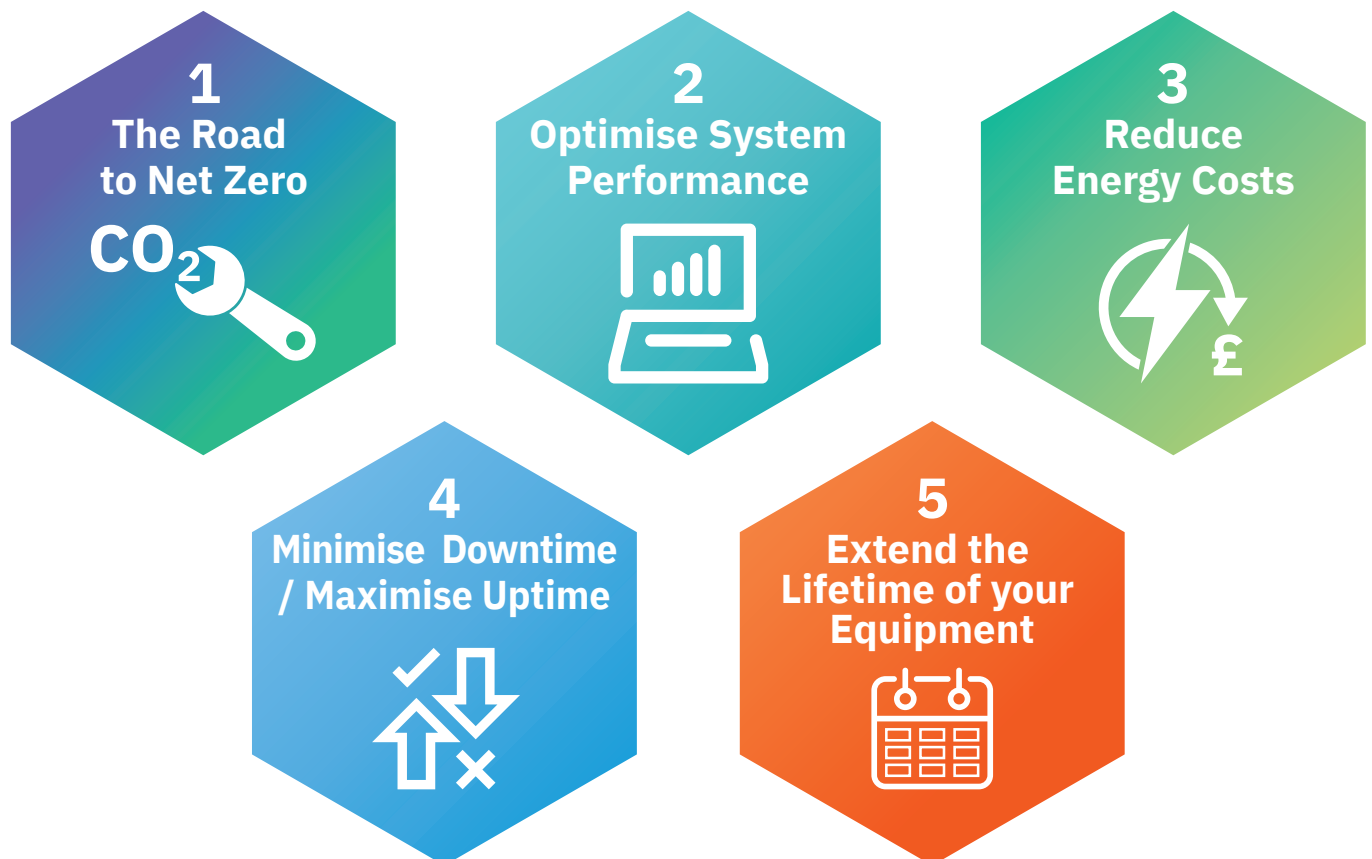 1
The Road
to Net Zero
CO₂
2
Optimise System
Performance
3
Reduce
Energy Costs
£
4
Minimise Downtime
/ Maximise Uptime
5
Extend the
Lifetime of your
Equipment